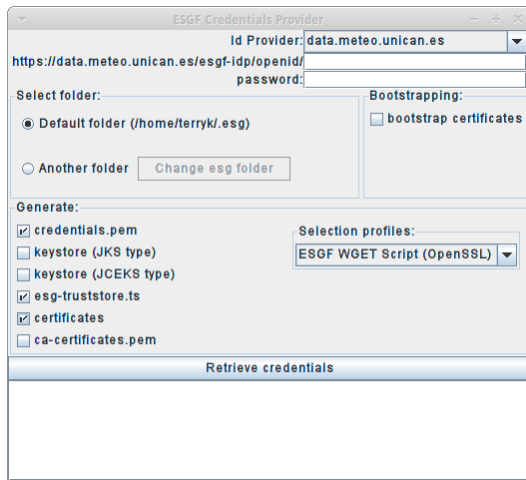 ESGF Credentials Provider
Id Provider: data.meteo.unican.es
https://data.meteo.unican.es/esgf-idp/openid/
password:
Select folder:
Bootstrapping:
Default folder (/home/terryk/.esg)
bootstrap certificates
Another folder
Change esg folder
Generate:
credentials.pem
Selection profiles:
keystore (JKS type)
ESGF WGET Script (OpenSSL)
keystore (JCEKS type)
esg-truststore.ts
certificates
ca-certificates.pem
Retrieve credentials